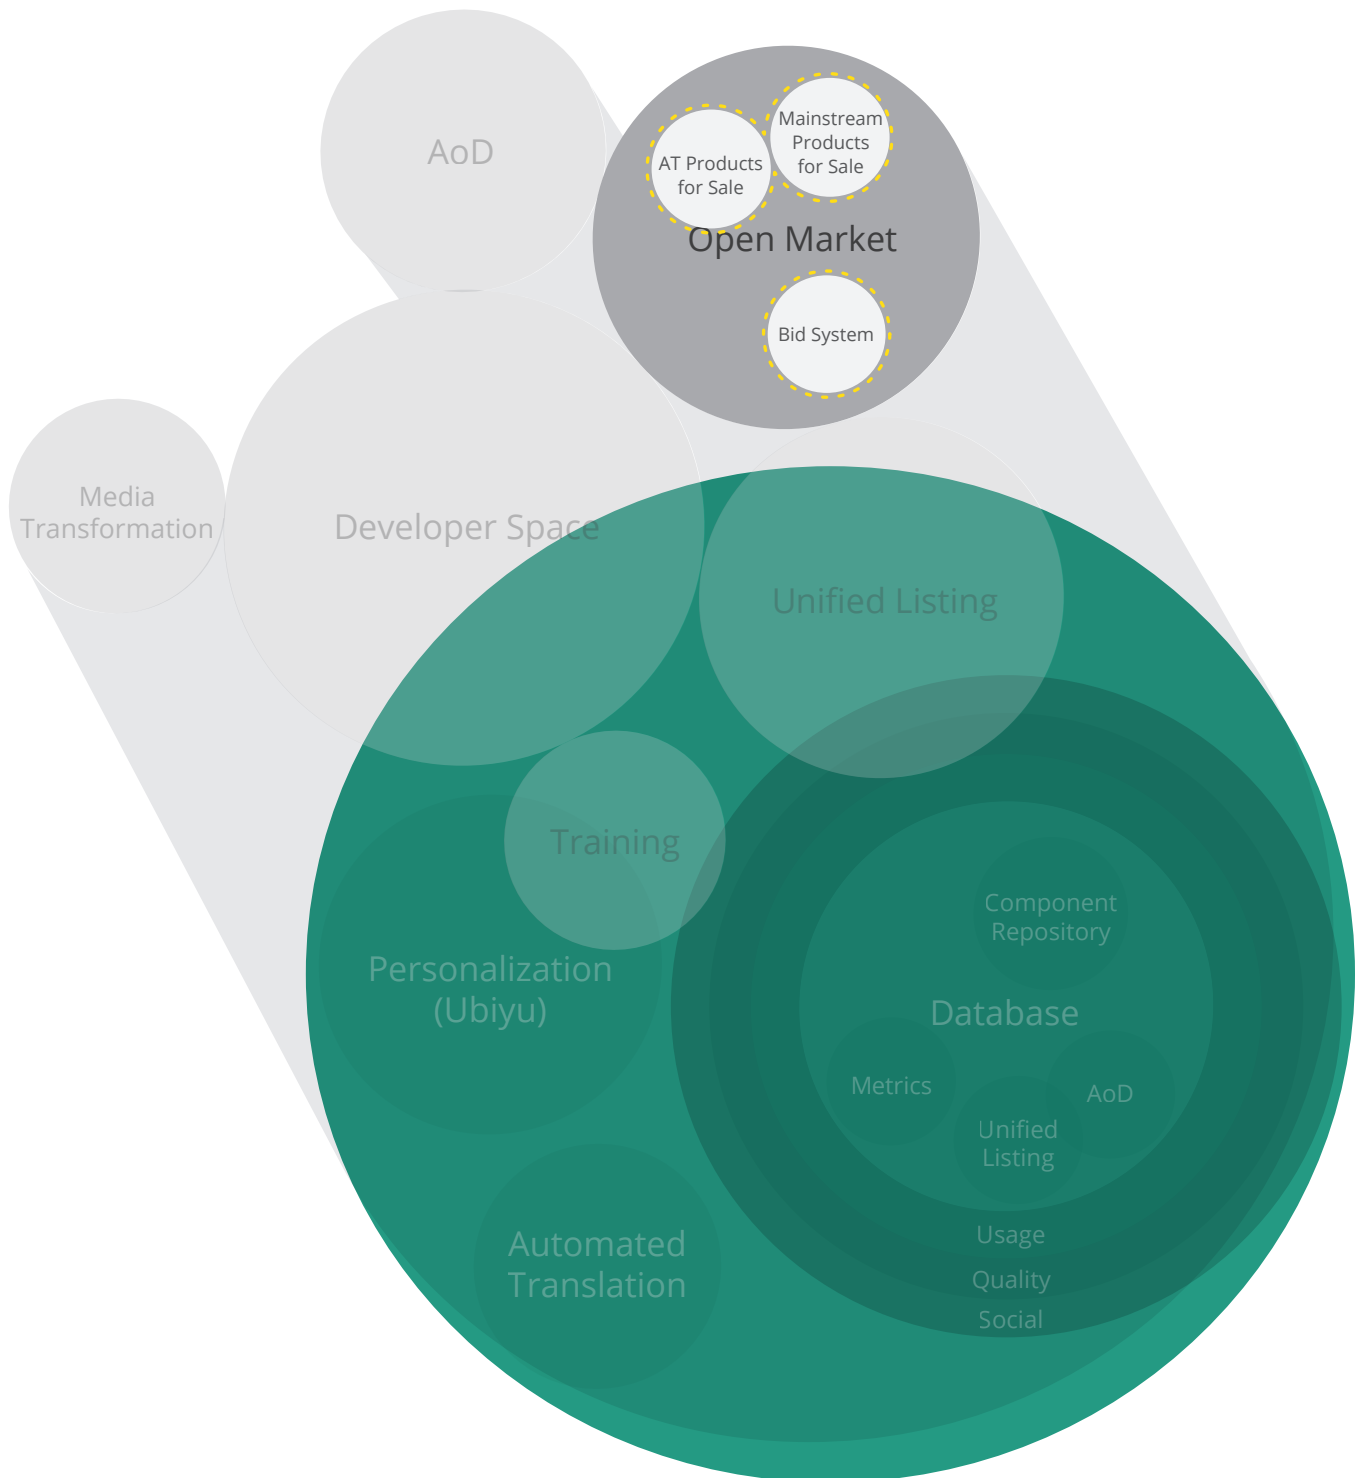 AoD
Mainstream
Products
for Sale
AT Products
for Sale
Open Market
Bid System
Media
Transformation
Developer Space
Unified Listing
Training
Component
Repository
Personalization
(Ubiyu)
Database
Metrics
AoD
Unified
Listing
Usage
Automated
Translation
Quality
Social